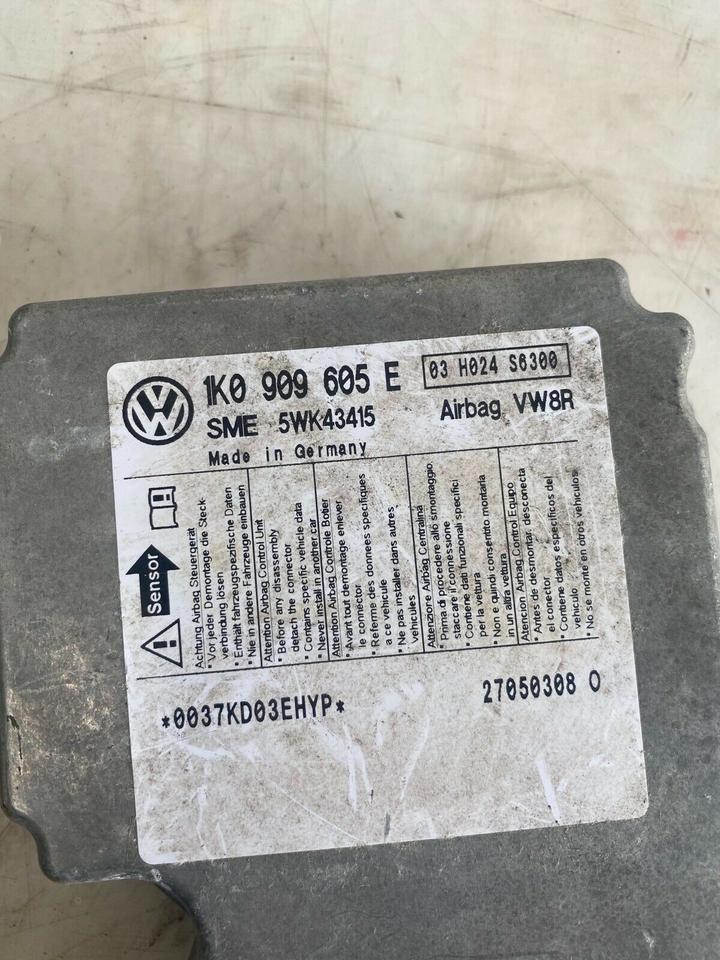 1K0 909 605 E
03 H024 S6300
SME 5WK43415
Airbag VW8R
Made in Germany
Sensor
Achtung Airbag Steuergerät
• Vor jeder Demontage die Steck-
verbindung lösen
• Enthält fahrzeugspezifische Daten
• Nie in andere Fahrzeuge einbauen
Attention Airbag Control Unit
• Before any disassembly
detach the connector
• Contains specific vehicle data
• Never install in another car
Attention Airbag Controle Boîtier
• Avant tout démontage enlever
le connector
• Referme des donnees specifiques
a ce vehicule
• Ne pas installer dans autres
vehicules
Attenzione Airbag Centralina
• Prima di procedere allo smontaggio
staccare il connessione
• Contiene dati funzionali specifici
per la vettura
• Non e quindi consentito montarla
in un altra vettura
Atencion Airbag Control Equipo
• Antes de desmontar, desconecta
el conector
• Contiene datos especificos del
vehiculo
• No se monte en otros vehiculos
*0037KD03EHYP*
27050308 O